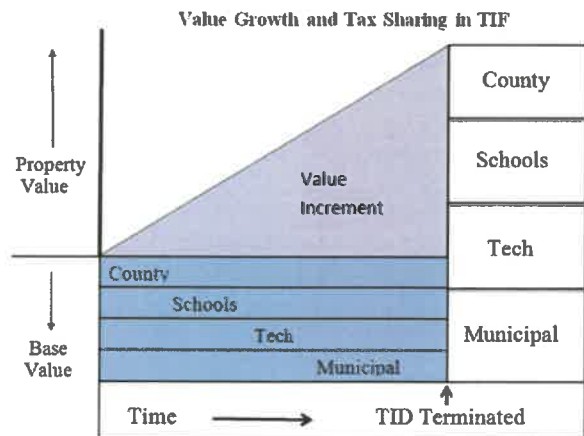 Value Growth and Tax Sharing in TIF
County
Property
Value
Schools
Value
Increment
Tech
County
Schools
Tech
Municipal
Base
Value
Municipal
Time
TID Terminated